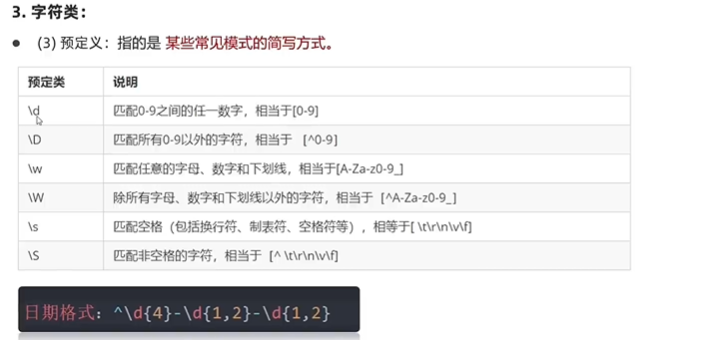 3. 字符类：
● (3) 预定义：指的是 某些常见模式的简写方式。
预定类 说明
\d 匹配0-9之间的任一数字，相当于[0-9]
\D 匹配所有0-9以外的字符，相当于 [^0-9]
\w 匹配任意的字母、数字和下划线，相当于[A-Za-z0-9_]
\W 除所有字母、数字和下划线以外的字符，相当于 [^A-Za-z0-9_]
\s 匹配空格（包括换行符、制表符、空格符等），相等于[ \t\r\n\v\f]
\S 匹配非空格的字符，相当于 [^ \t\r\n\v\f]
日期格式：^\d{4}-\d{1,2}-\d{1,2}